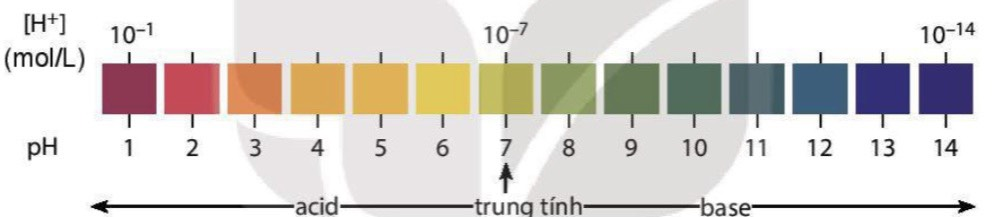 [H⁺]
(mol/L)
10⁻¹ 10⁻⁷ 10⁻¹⁴
pH 1 2 3 4 5 6 7 8 9 10 11 12 13 14
acid trung tính base